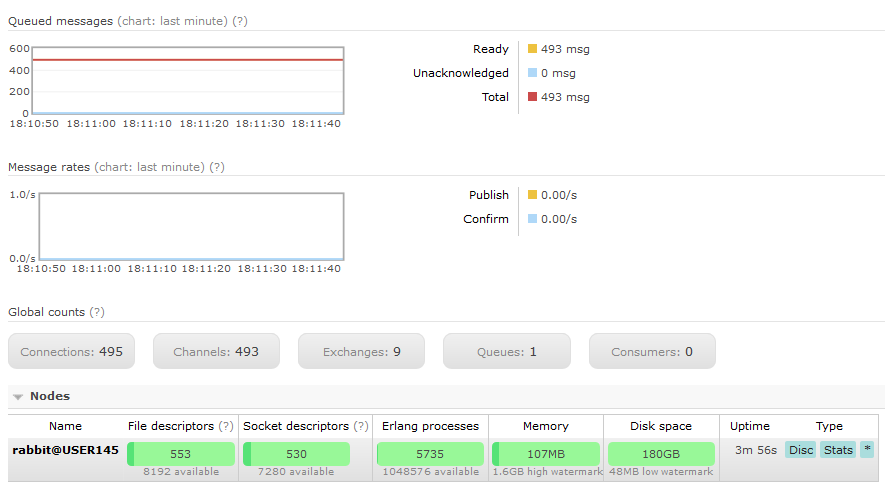 Queued messages (chart: last minute) (?)
600
400
200
0
18:10:50 18:11:00 18:11:10 18:11:20 18:11:30 18:11:40
Ready 493 msg
Unacknowledged 0 msg
Total 493 msg
Message rates (chart: last minute) (?)
1.0/s
0.0/s
18:10:50 18:11:00 18:11:10 18:11:20 18:11:30 18:11:40
Publish 0.00/s
Confirm 0.00/s
Global counts (?)
Connections: 495 Channels: 493 Exchanges: 9 Queues: 1 Consumers: 0
Nodes
Name File descriptors (?) Socket descriptors (?) Erlang processes Memory Disk space Uptime Type
rabbit@USER145 553 530 5735 107MB 180GB 3m 56s Disc Stats *
8192 available 7280 available 1048576 available 1.6GB high watermark 48MB low watermark